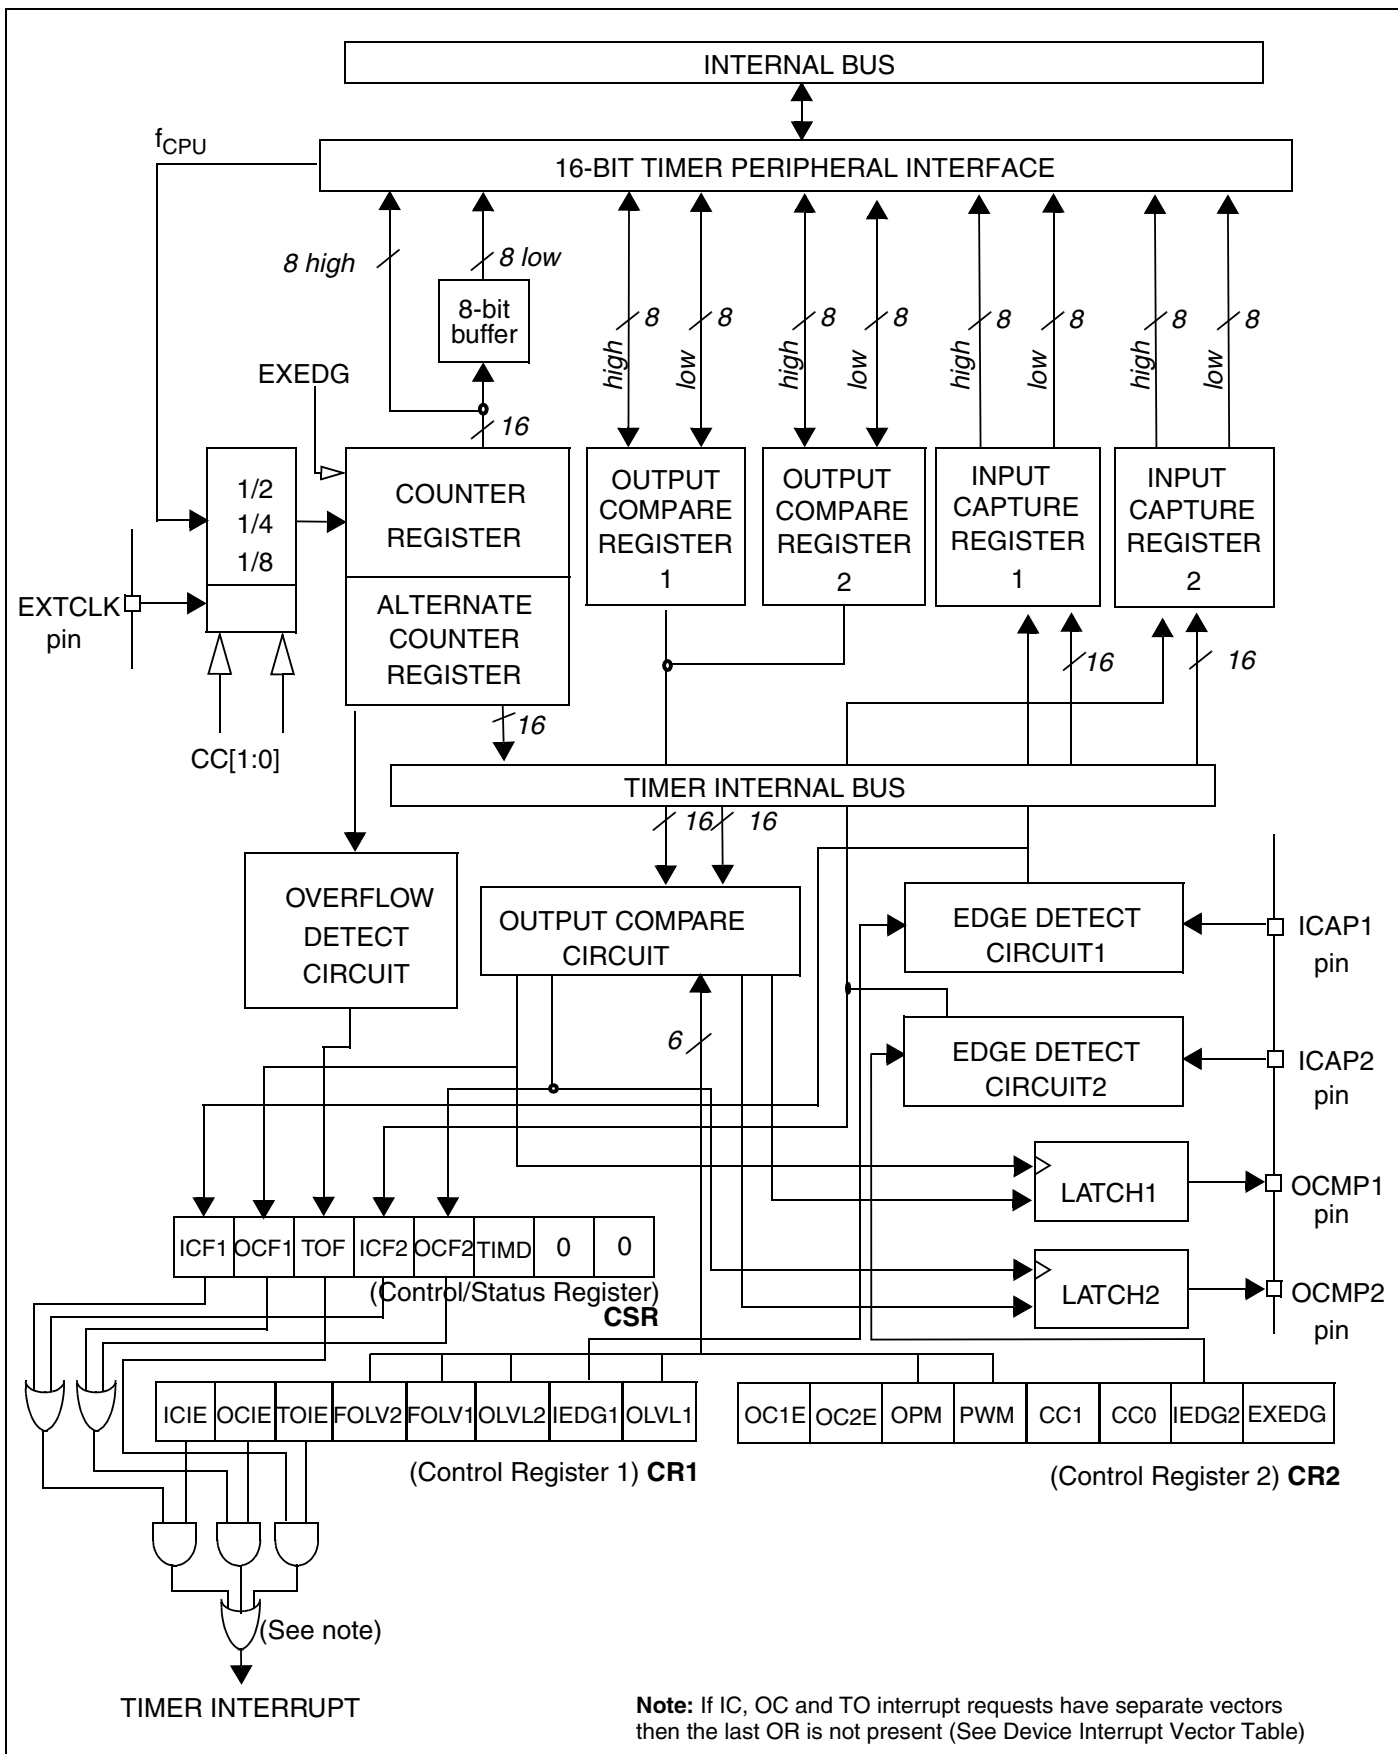 INTERNAL BUS
fCPU
16-BIT TIMER PERIPHERAL INTERFACE
8 high
8 low
8-bit
buffer
8
8
8
8
8
8
8
8
high
low
high
low
high
low
high
low
EXEDG
16
1/2
1/4
1/8
COUNTER
REGISTER
OUTPUT
COMPARE
REGISTER
1
OUTPUT
COMPARE
REGISTER
2
INPUT
CAPTURE
REGISTER
1
INPUT
CAPTURE
REGISTER
2
EXTCLK
pin
ALTERNATE
COUNTER
REGISTER
16
16
16
CC[1:0]
TIMER INTERNAL BUS
16
16
OVERFLOW
DETECT
CIRCUIT
OUTPUT COMPARE
CIRCUIT
EDGE DETECT
CIRCUIT1
ICAP1
pin
6
EDGE DETECT
CIRCUIT2
ICAP2
pin
LATCH1
OCMP1
pin
ICF1 OCF1 TOF ICF2 OCF2 TIMD 0 0
(Control/Status Register)
CSR
LATCH2
OCMP2
pin
ICIE OCIE TOIE FOLV2 FOLV1 OLVL2 IEDG1 OLVL1
OC1E OC2E OPM PWM CC1 CC0 IEDG2 EXEDG
(Control Register 1) CR1
(Control Register 2) CR2
(See note)
TIMER INTERRUPT
Note: If IC, OC and TO interrupt requests have separate vectors
then the last OR is not present (See Device Interrupt Vector Table)